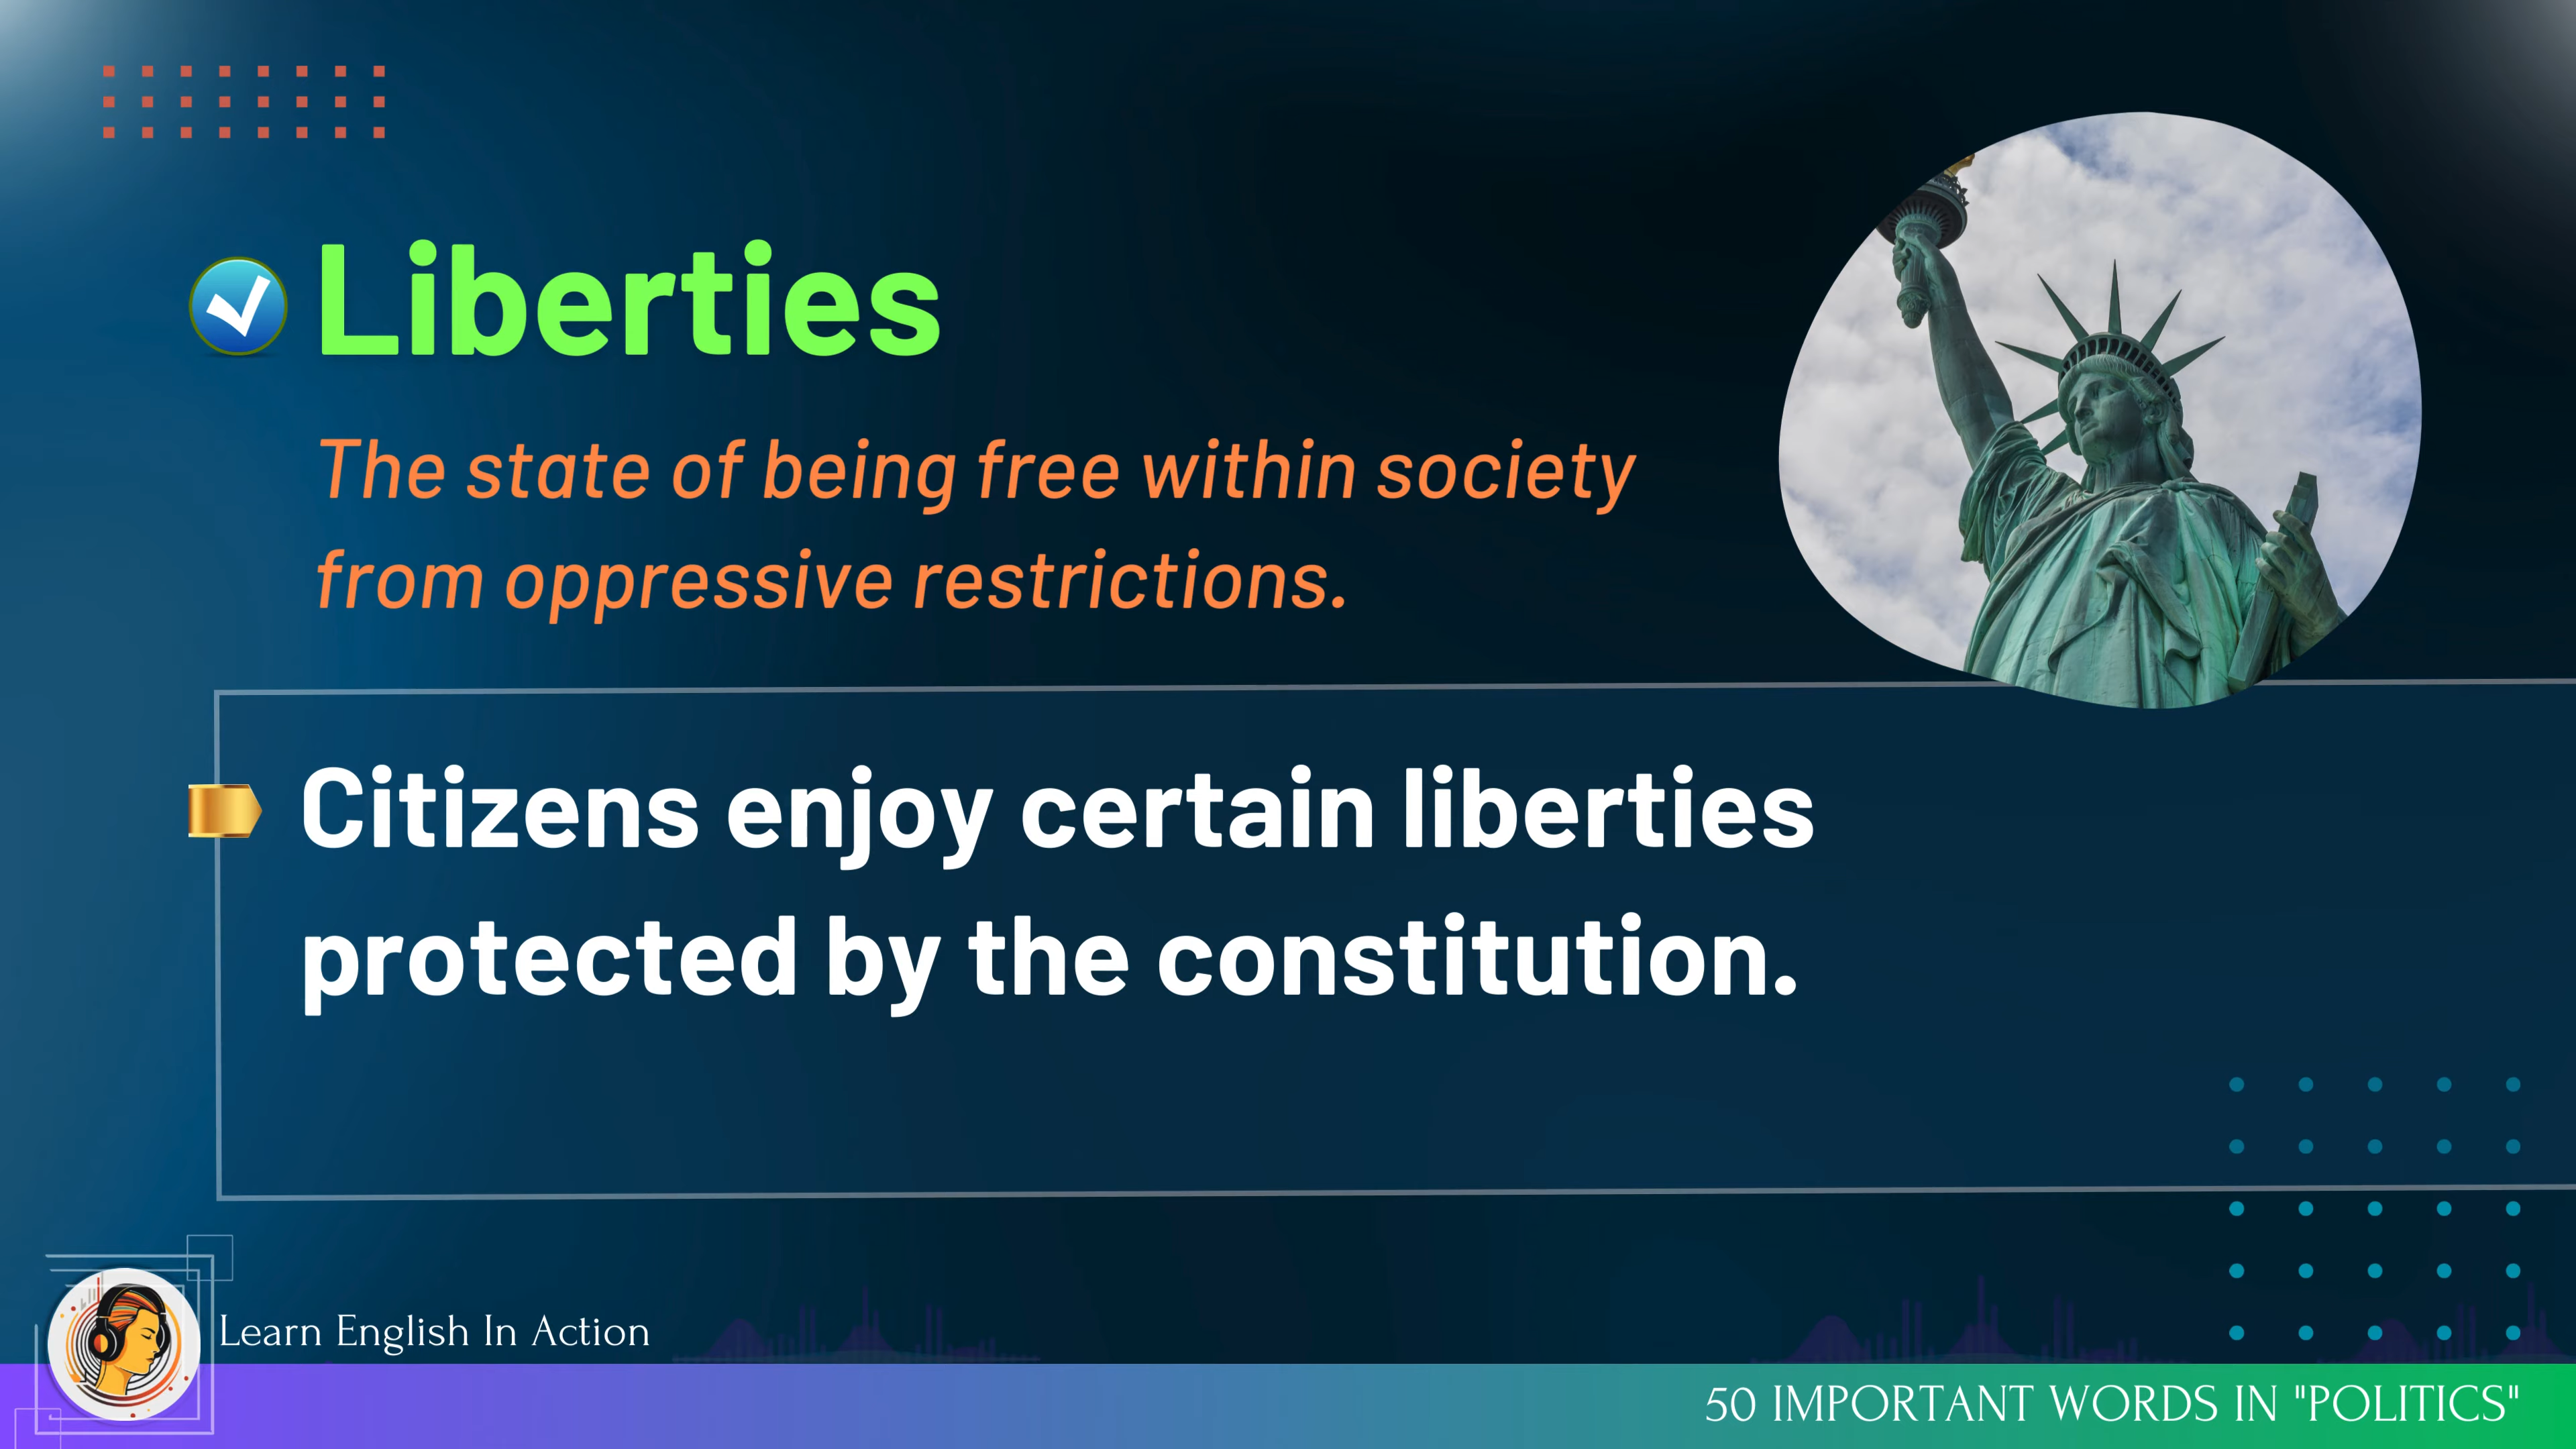 Liberties
The state of being free within society
from oppressive restrictions.
Citizens enjoy certain liberties
protected by the constitution.
Learn English In Action
50 IMPORTANT WORDS IN "POLITICS"